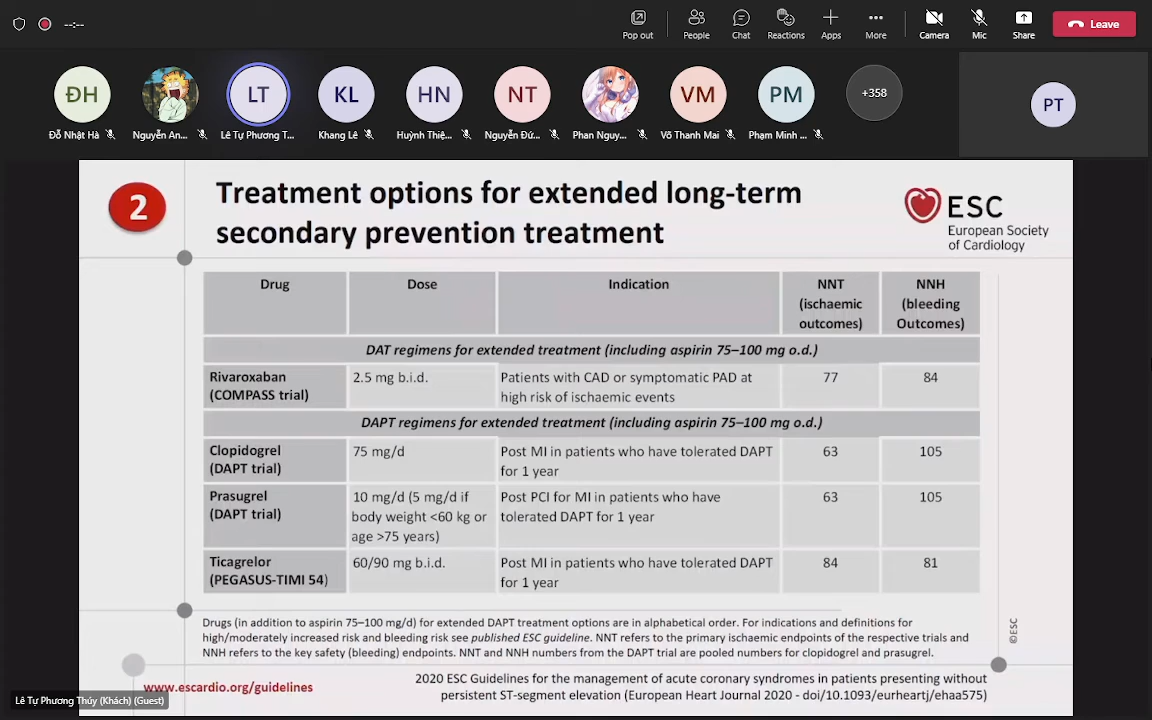 --:--
Pop out
People
Chat
Reactions
Apps
More
Camera
Mic
Share
Leave
ĐH
LT
KL
HN
NT
VM
PM
+358
PT
Đỗ Nhật Hà
Nguyễn An...
Lê Tự Phương T...
Khang Lê
Huỳnh Thiệ...
Nguyễn Đứ...
Phan Nguy...
Võ Thanh Mai
Phạm Minh ...
2
Treatment options for extended long-term
secondary prevention treatment
ESC
European Society
of Cardiology
Drug
Dose
Indication
NNT
(ischaemic
outcomes)
NNH
(bleeding
Outcomes)
DAT regimens for extended treatment (including aspirin 75–100 mg o.d.)
Rivaroxaban
(COMPASS trial)
2.5 mg b.i.d.
Patients with CAD or symptomatic PAD at
high risk of ischaemic events
77
84
DAPT regimens for extended treatment (including aspirin 75–100 mg o.d.)
Clopidogrel
(DAPT trial)
75 mg/d
Post MI in patients who have tolerated DAPT
for 1 year
63
105
Prasugrel
(DAPT trial)
10 mg/d (5 mg/d if
body weight <60 kg or
age >75 years)
Post PCI for MI in patients who have
tolerated DAPT for 1 year
63
105
Ticagrelor
(PEGASUS-TIMI 54)
60/90 mg b.i.d.
Post MI in patients who have tolerated DAPT
for 1 year
84
81
Drugs (in addition to aspirin 75–100 mg/d) for extended DAPT treatment options are in alphabetical order. For indications and definitions for
high/moderately increased risk and bleeding risk see published ESC guideline. NNT refers to the primary ischaemic endpoints of the respective trials and
NNH refers to the key safety (bleeding) endpoints. NNT and NNH numbers from the DAPT trial are pooled numbers for clopidogrel and prasugrel.
©ESC
www.escardio.org/guidelines
2020 ESC Guidelines for the management of acute coronary syndromes in patients presenting without
persistent ST-segment elevation (European Heart Journal 2020 - doi/10.1093/eurheartj/ehaa575)
Lê Tự Phương Thúy (Khách) (Guest)